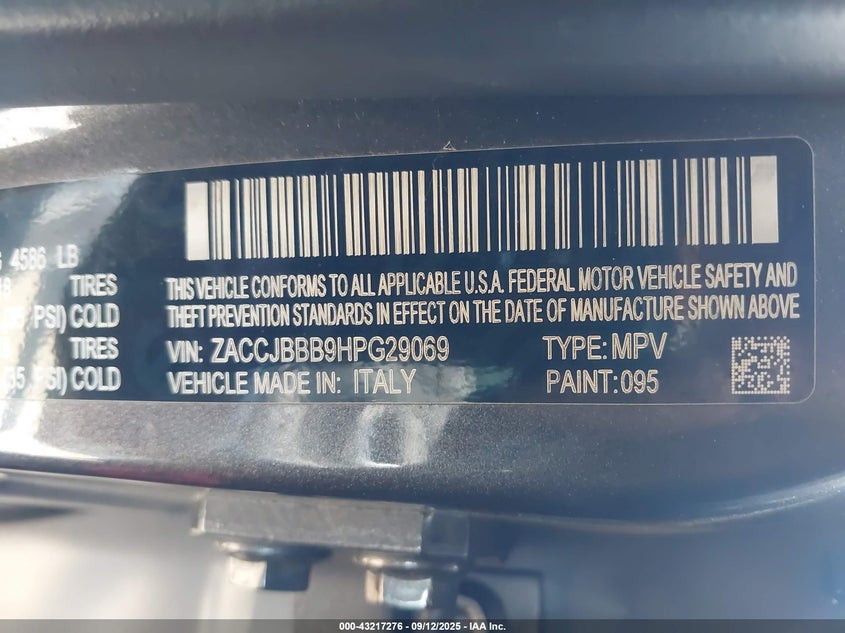 4586 LB
TIRES
PSI) COLD
TIRES
PSI) COLD
THIS VEHICLE CONFORMS TO ALL APPLICABLE U.S.A. FEDERAL MOTOR VEHICLE SAFETY AND
THEFT PREVENTION STANDARDS IN EFFECT ON THE DATE OF MANUFACTURE SHOWN ABOVE
VIN: ZACCJBBB9HPG29069 TYPE: MPV
VEHICLE MADE IN: ITALY PAINT: 095
000-43217276 - 09/12/2025 - © IAA Inc.